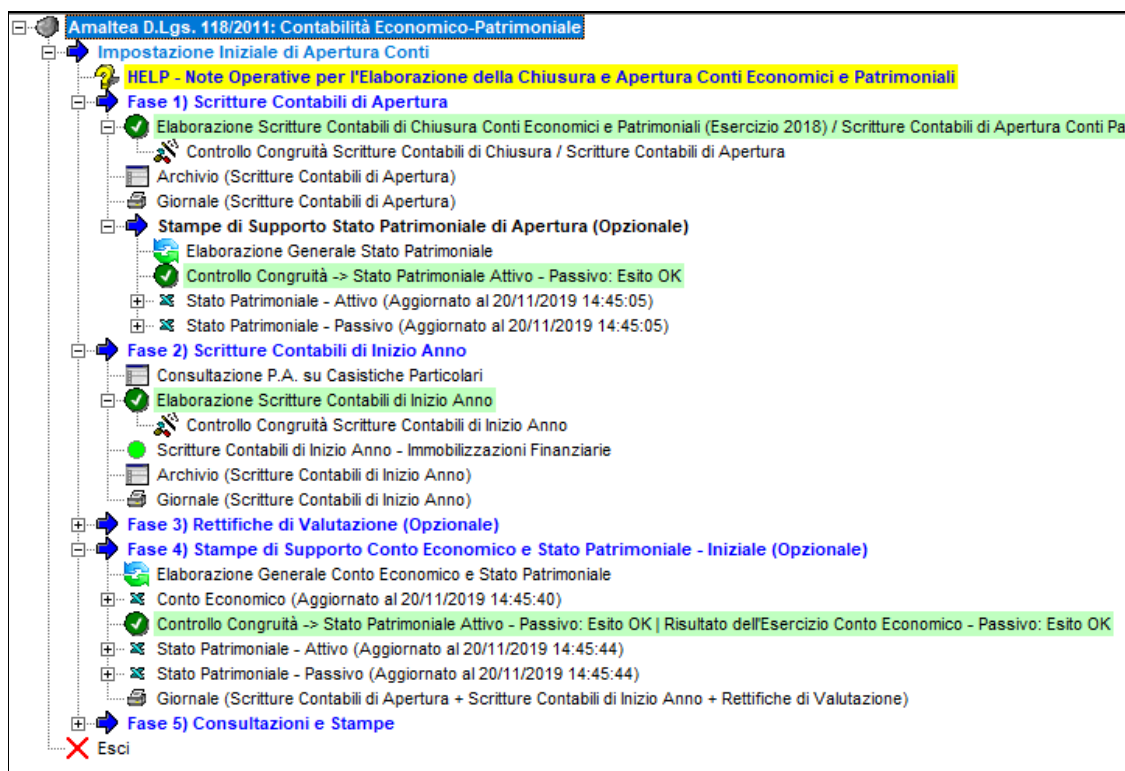 Amaltea D.Lgs. 118/2011: Contabilità Economico-Patrimoniale
Impostazione Iniziale di Apertura Conti
HELP - Note Operative per l'Elaborazione della Chiusura e Apertura Conti Economici e Patrimoniali
Fase 1) Scritture Contabili di Apertura
Elaborazione Scritture Contabili di Chiusura Conti Economici e Patrimoniali (Esercizio 2018) / Scritture Contabili di Apertura Conti Pa
Controllo Congruità Scritture Contabili di Chiusura / Scritture Contabili di Apertura
Archivio (Scritture Contabili di Apertura)
Giornale (Scritture Contabili di Apertura)
Stampe di Supporto Stato Patrimoniale di Apertura (Opzionale)
Elaborazione Generale Stato Patrimoniale
Controllo Congruità -> Stato Patrimoniale Attivo - Passivo: Esito OK
Stato Patrimoniale - Attivo (Aggiornato al 20/11/2019 14:45:05)
Stato Patrimoniale - Passivo (Aggiornato al 20/11/2019 14:45:05)
Fase 2) Scritture Contabili di Inizio Anno
Consultazione P.A. su Casistiche Particolari
Elaborazione Scritture Contabili di Inizio Anno
Controllo Congruità Scritture Contabili di Inizio Anno
Scritture Contabili di Inizio Anno - Immobilizzazioni Finanziarie
Archivio (Scritture Contabili di Inizio Anno)
Giornale (Scritture Contabili di Inizio Anno)
Fase 3) Rettifiche di Valutazione (Opzionale)
Fase 4) Stampe di Supporto Conto Economico e Stato Patrimoniale - Iniziale (Opzionale)
Elaborazione Generale Conto Economico e Stato Patrimoniale
Conto Economico (Aggiornato al 20/11/2019 14:45:40)
Controllo Congruità -> Stato Patrimoniale Attivo - Passivo: Esito OK | Risultato dell'Esercizio Conto Economico - Passivo: Esito OK
Stato Patrimoniale - Attivo (Aggiornato al 20/11/2019 14:45:44)
Stato Patrimoniale - Passivo (Aggiornato al 20/11/2019 14:45:44)
Giornale (Scritture Contabili di Apertura + Scritture Contabili di Inizio Anno + Rettifiche di Valutazione)
Fase 5) Consultazioni e Stampe
Esci